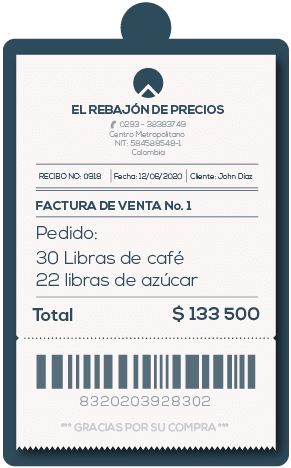 EL REBAJÓN DE PRECIOS
0293 - 38383749
Centro Metropolitano
NIT: 584589549-1
Colombia
RECIBO NO: 0918 Fecha: 12/06/2020 Cliente: John Díaz
FACTURA DE VENTA No. 1
Pedido:
30 Libras de café
22 libras de azúcar
Total $ 133 500
8320203928302
*** GRACIAS POR SU COMPRA ***